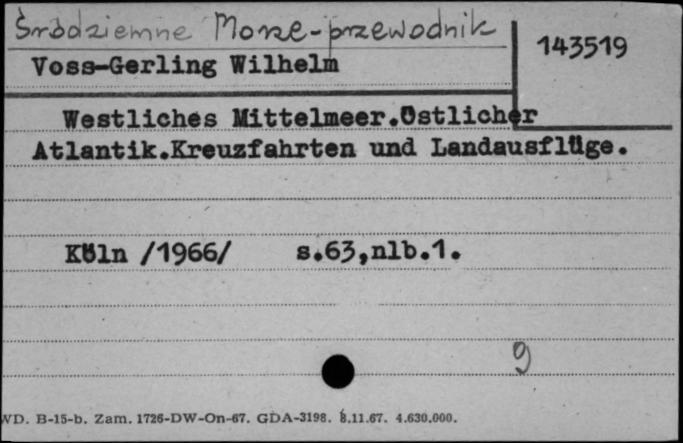 Śródziemne Morze - przewodnik
143519
Voss-Gerling Wilhelm
Westliches Mittelmeer.Östlicher
Atlantik.Kreuzfahrten und Landausflüge.
Köln /1966/ s.63,nlb.1.
9
WD. B-15-b. Zam. 1726-DW-On-67. GDA-3198. 8.11.67. 4.630.000.